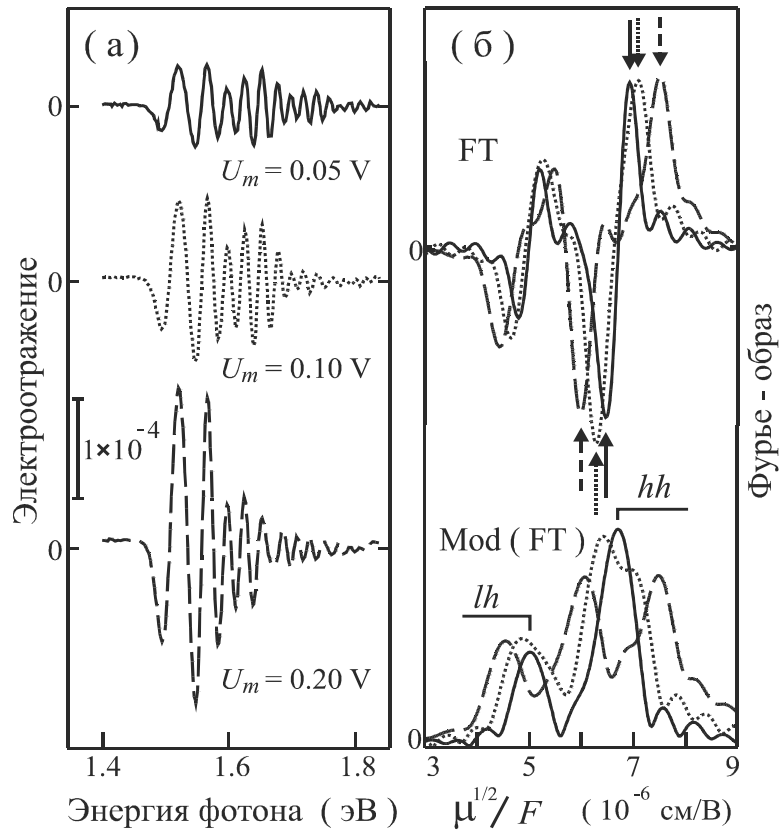 ( а )
0
U_m = 0.05 V
0
U_m = 0.10 V
1×10^-4
0
U_m = 0.20 V
Электроотражение
1.4 1.6 1.8
Энергия фотона ( эВ )
( б )
FT
0
hh
Mod ( FT )
lh
0
3 5 7 9
μ^1/2 / F ( 10^-6 см/В )
Фурье - образ